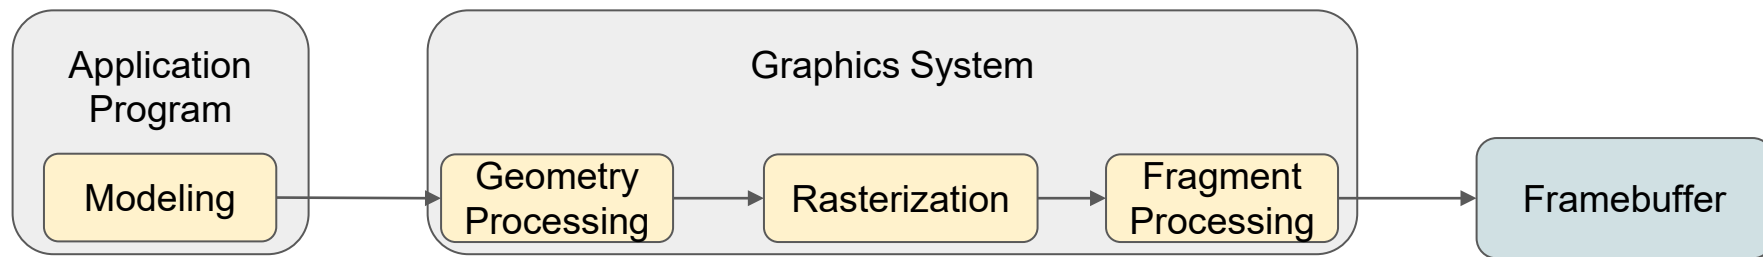 Application
Program
Modeling
Graphics System
Geometry
Processing
Rasterization
Fragment
Processing
Framebuffer